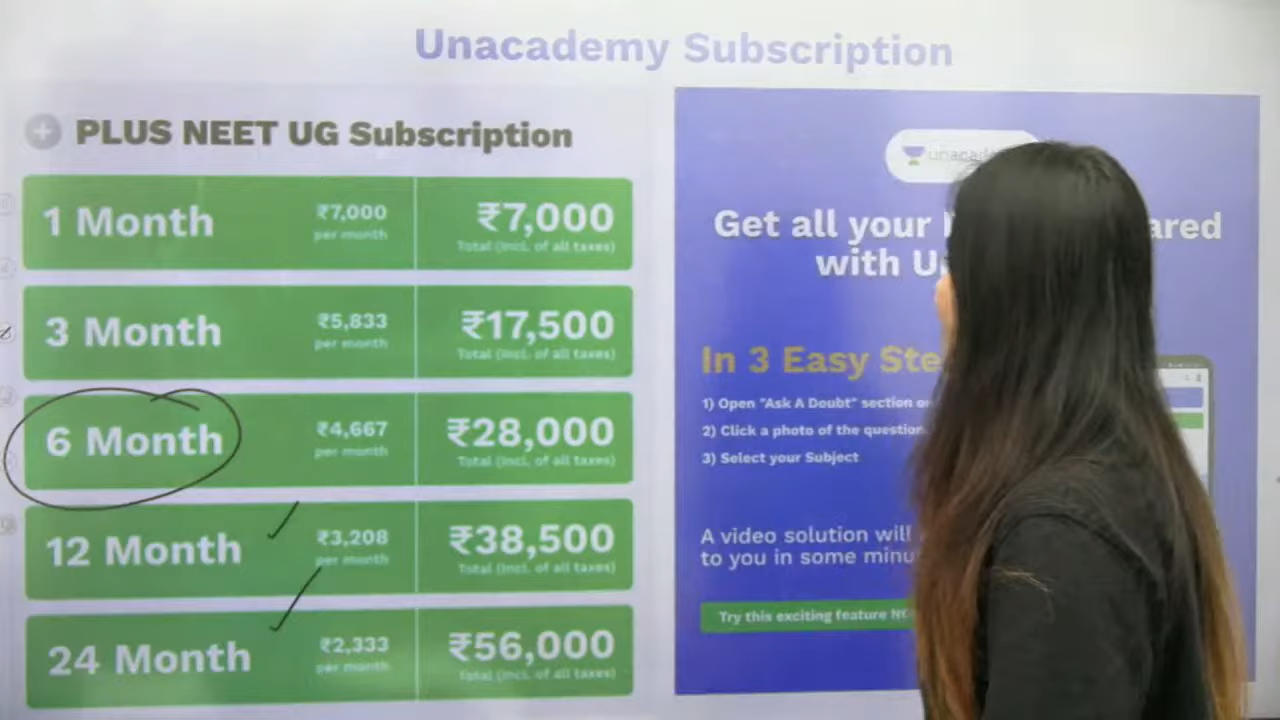 Unacademy Subscription
PLUS NEET UG Subscription
1 Month
₹7,000
per month
₹7,000
Total (Incl. of all taxes)
3 Month
₹5,833
per month
₹17,500
Total (Incl. of all taxes)
6 Month
₹4,667
per month
₹28,000
Total (Incl. of all taxes)
12 Month
₹3,208
per month
₹38,500
Total (Incl. of all taxes)
24 Month
₹2,333
per month
₹56,000
Total (Incl. of all taxes)
Get all your
with
In 3 Easy
1) Open "Ask A Doubt" section
2) Click a photo of the question
3) Select your Subject
A video solution will
to you in some
Try this exciting feature